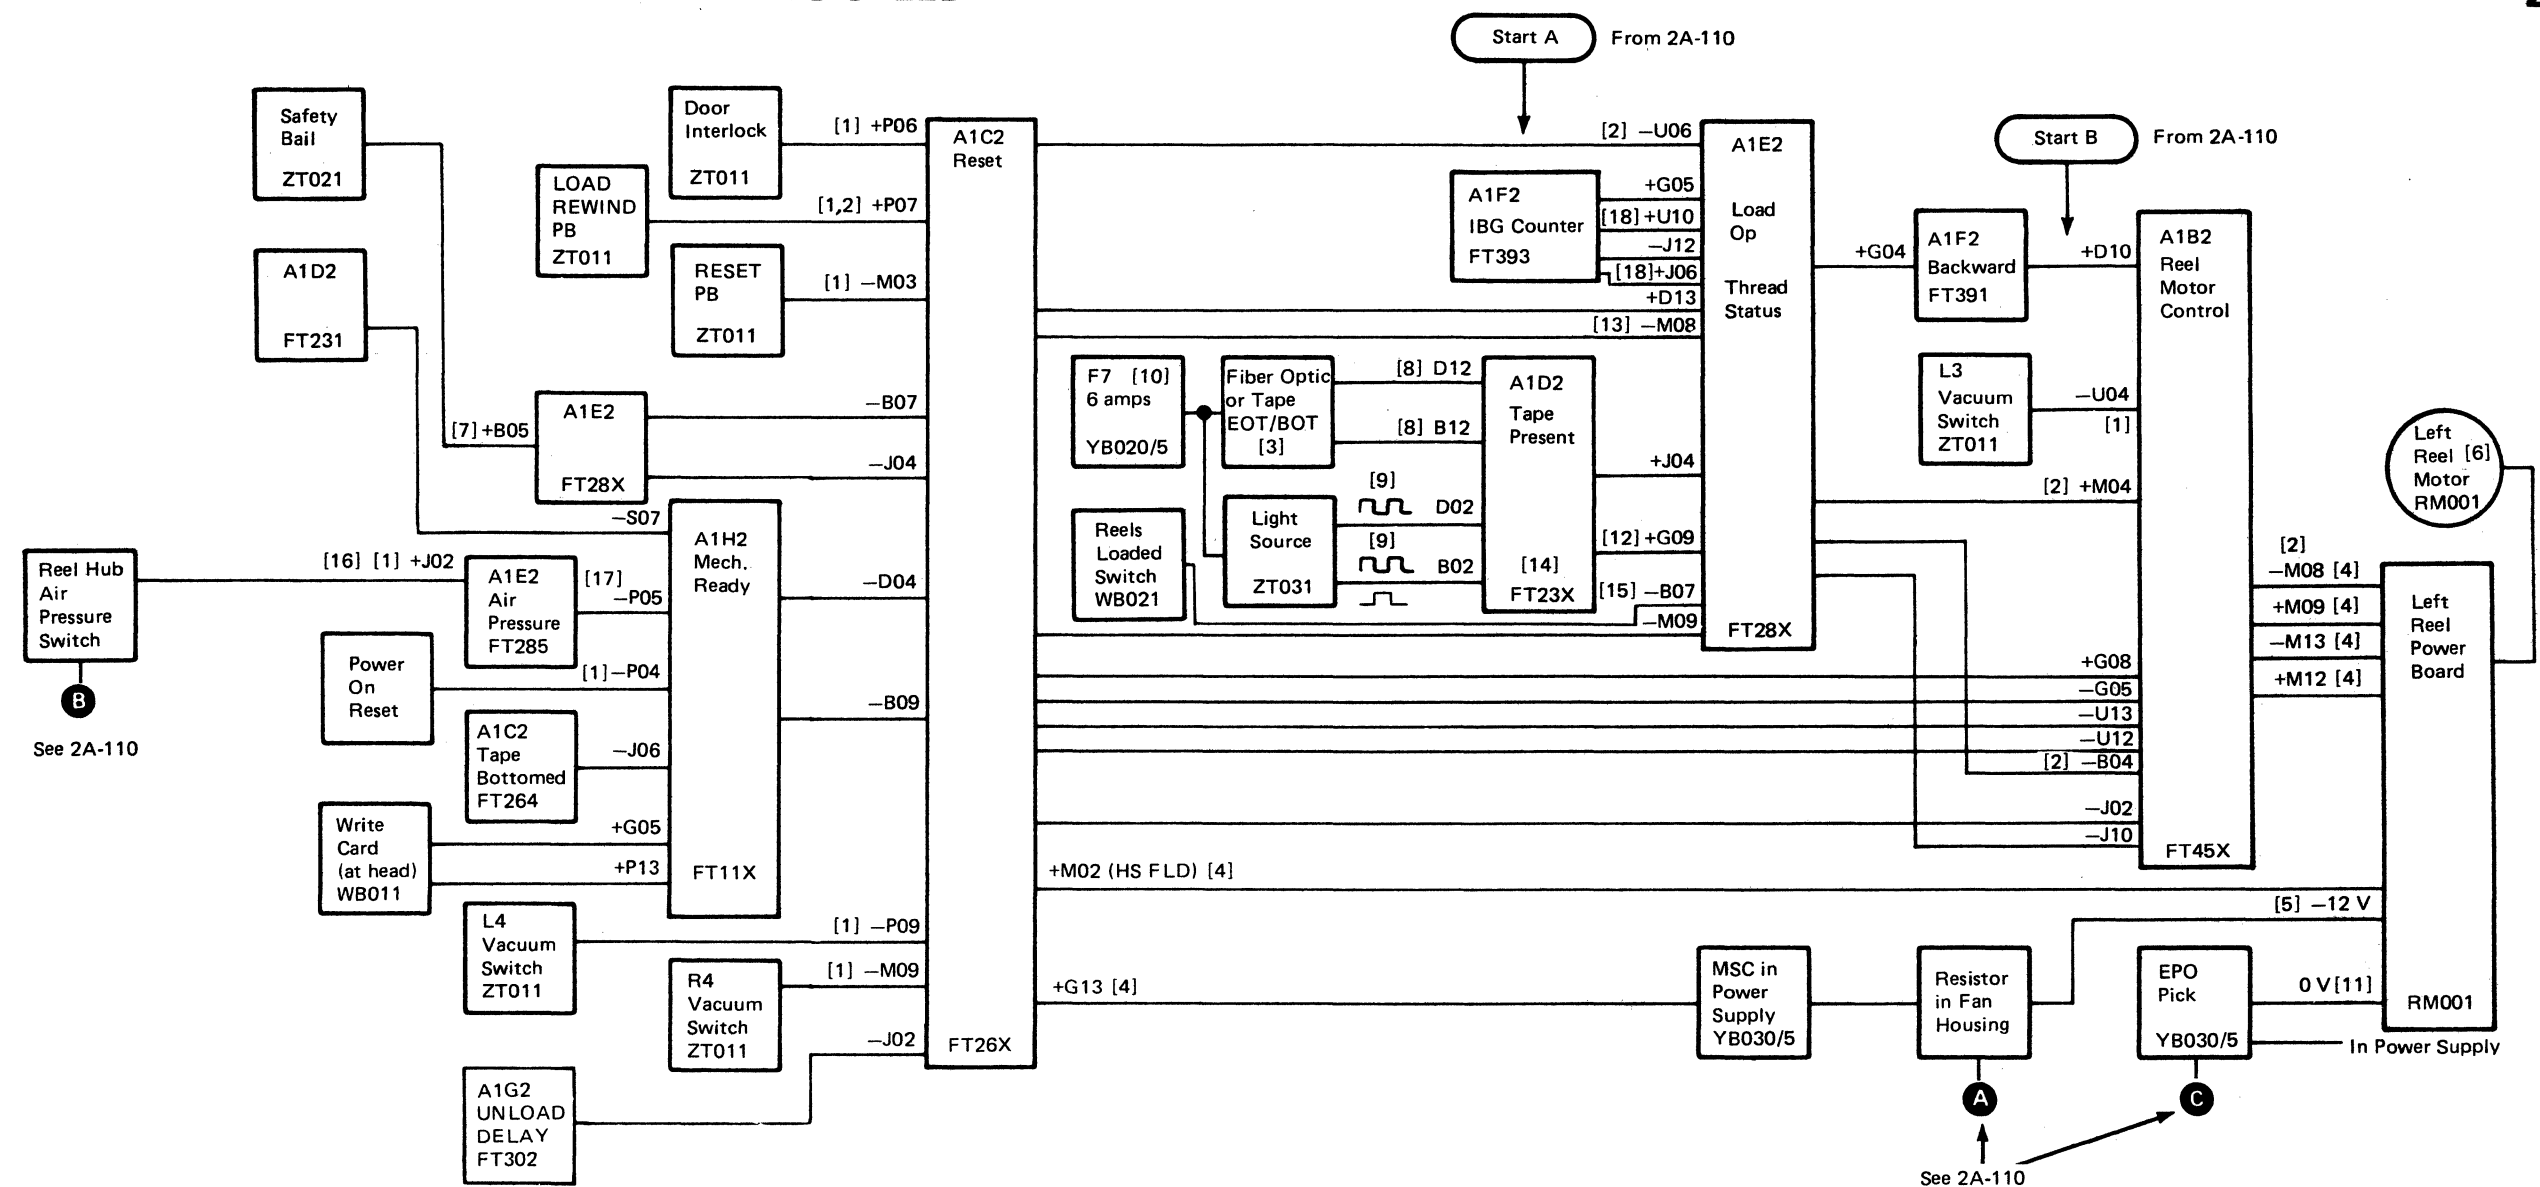 Start A
From 2A-110
Start B
From 2A-110
Safety
Bail
ZT021
A1D2
FT231
Door
Interlock
ZT011
[1] +P06
LOAD
REWIND
PB
ZT011
[1,2] +P07
RESET
PB
ZT011
[1] −M03
A1E2
FT28X
[7]+B05
−B07
−J04
−S07
Reel Hub
Air
Pressure
Switch
B
See 2A-110
[16] [1] +J02
A1E2
Air
Pressure
FT285
[17]
−P05
Power
On
Reset
[1]−P04
A1C2
Tape
Bottomed
FT264
−J06
Write
Card
(at head)
WB011
+G05
+P13
A1H2
Mech.
Ready
FT11X
−D04
−B09
L4
Vacuum
Switch
ZT011
[1] −P09
R4
Vacuum
Switch
ZT011
[1] −M09
A1G2
UNLOAD
DELAY
FT302
−J02
A1C2
Reset
FT26X
[2] −U06
A1F2
IBG Counter
FT393
+G05
[18]+U10
−J12
[18]+J06
+D13
[13] −M08
F7 [10]
6 amps
YB020/5
Fiber Optic
or Tape
EOT/BOT
[3]
[8] D12
[8] B12
Light
Source
ZT031
[9]
D02
[9]
B02
Reels
Loaded
Switch
WB021
A1D2
Tape
Present
[14]
FT23X
+J04
[12]+G09
[15] −B07
−M09
A1E2
Load
Op
Thread
Status
FT28X
+G04
A1F2
Backward
FT391
+D10
L3
Vacuum
Switch
ZT011
−U04
[1]
[2] +M04
+G08
−G05
−U13
−U12
[2] −B04
−J02
−J10
A1B2
Reel
Motor
Control
FT45X
Left
Reel [6]
Motor
RM001
[2]
−M08 [4]
+M09 [4]
−M13 [4]
+M12 [4]
Left
Reel
Power
Board
RM001
+M02 (HS FLD) [4]
[5] −12 V
+G13 [4]
MSC in
Power
Supply
YB030/5
Resistor
in Fan
Housing
A
EPO
Pick
YB030/5
0 V[11]
In Power Supply
C
See 2A-110